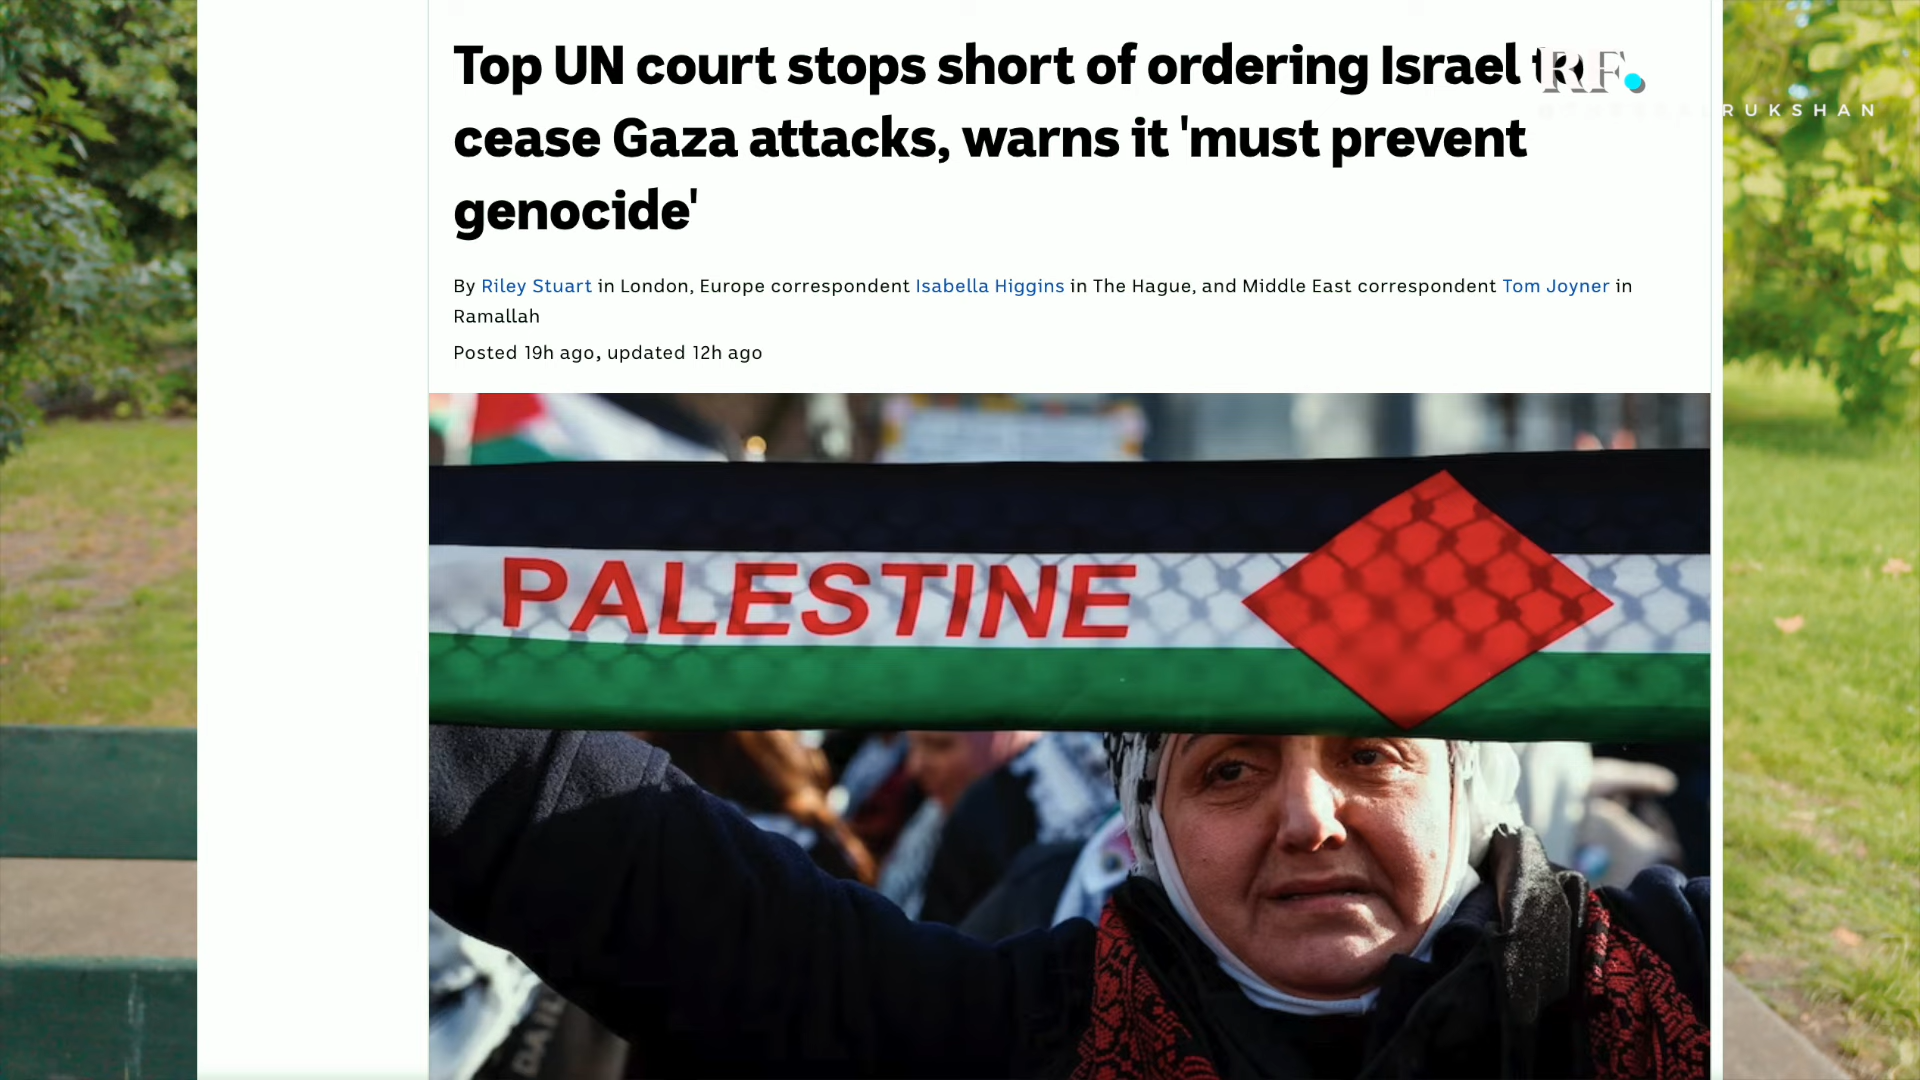 Top UN court stops short of ordering Israel to
RF.
RUKSHAN
cease Gaza attacks, warns it 'must prevent
genocide'
By Riley Stuart in London, Europe correspondent Isabella Higgins in The Hague, and Middle East correspondent Tom Joyner in
Ramallah
Posted 19h ago, updated 12h ago
PALESTINE